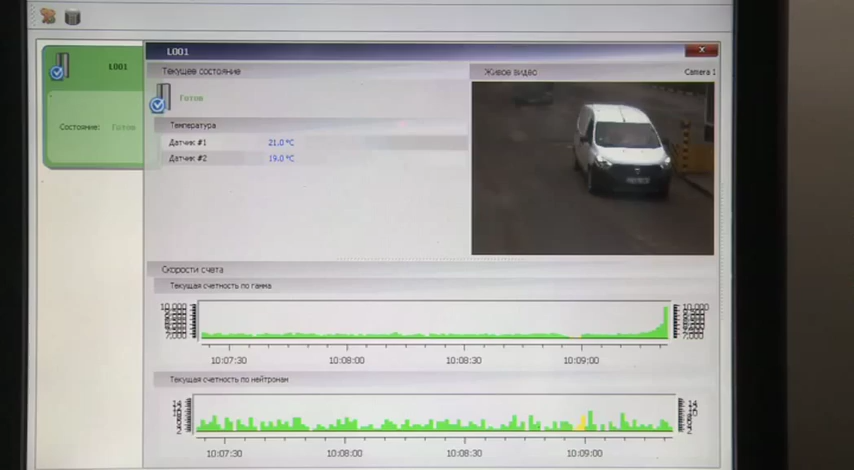 L001
L001
Текущее состояние
Живое видео
Camera 1
Готов
Состояние: Готов
Температура
Датчик #1 21.0 °C
Датчик #2 19.0 °C
Скорости счета
Текущая счетность по гамма
10,000 10,000
7,000 7,000
10:07:30 10:08:00 10:08:30 10:09:00
Текущая счетность по нейтронам
14 14
10:07:30 10:08:00 10:08:30 10:09:00